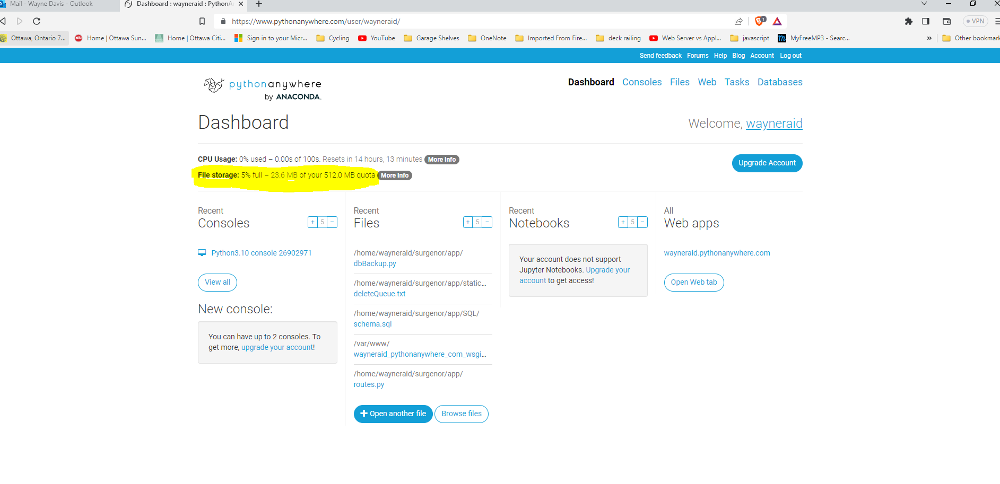 Mail - Wayne Davis - Outlook
Dashboard : wayneraid : PythonA
https://www.pythonanywhere.com/user/wayneraid/
VPN
Ottawa, Ontario 7...
Home | Ottawa Sun...
Home | Ottawa Citi...
Sign in to your Micr...
Cycling
YouTube
Garage Shelves
OneNote
Imported From Fire...
deck railing
Web Server vs Appl...
javascript
MyFreeMP3 - Searc...
»
Other bookmark
Send feedback Forums Help Blog Account Log out
pythonanywhere
by ANACONDA.
Dashboard Consoles Files Web Tasks Databases
Dashboard
Welcome, wayneraid
CPU Usage: 0% used – 0.00s of 100s. Resets in 14 hours, 13 minutes More Info
File storage: 5% full – 23.6 MB of your 512.0 MB quota More Info
Upgrade Account
Recent
Consoles
+ 5 −
Python3.10 console 26902971
View all
New console:
You can have up to 2 consoles. To
get more, upgrade your account!
Recent
Files
+ 5 −
/home/wayneraid/surgenor/app/
dbBackup.py
/home/wayneraid/surgenor/app/static...
deleteQueue.txt
/home/wayneraid/surgenor/app/SQL/
schema.sql
/var/www/
wayneraid_pythonanywhere_com_wsgi...
/home/wayneraid/surgenor/app/
routes.py
+ Open another file
Browse files
Recent
Notebooks
+ 5 −
Your account does not support
Jupyter Notebooks. Upgrade your
account to get access!
All
Web apps
wayneraid.pythonanywhere.com
Open Web tab